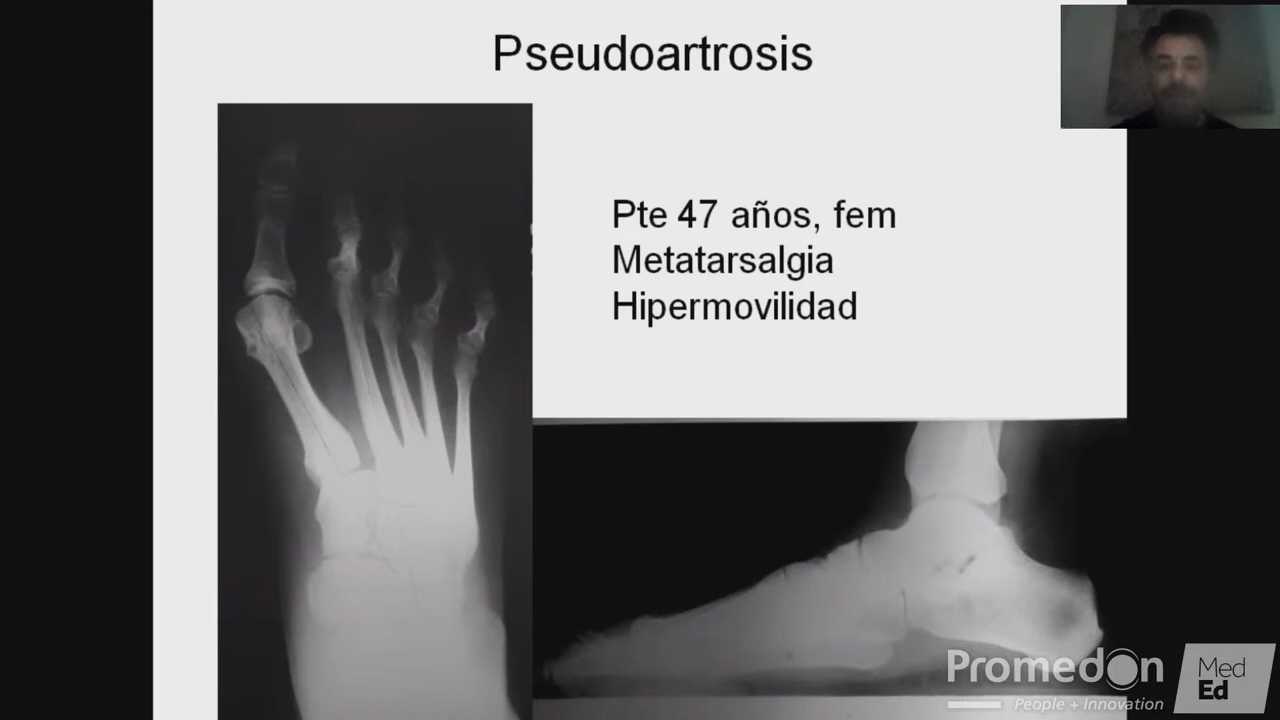 Pseudoartrosis
Pte 47 años, fem
Metatarsalgia
Hipermovilidad
Promedon
People + Innovation
Med
Ed